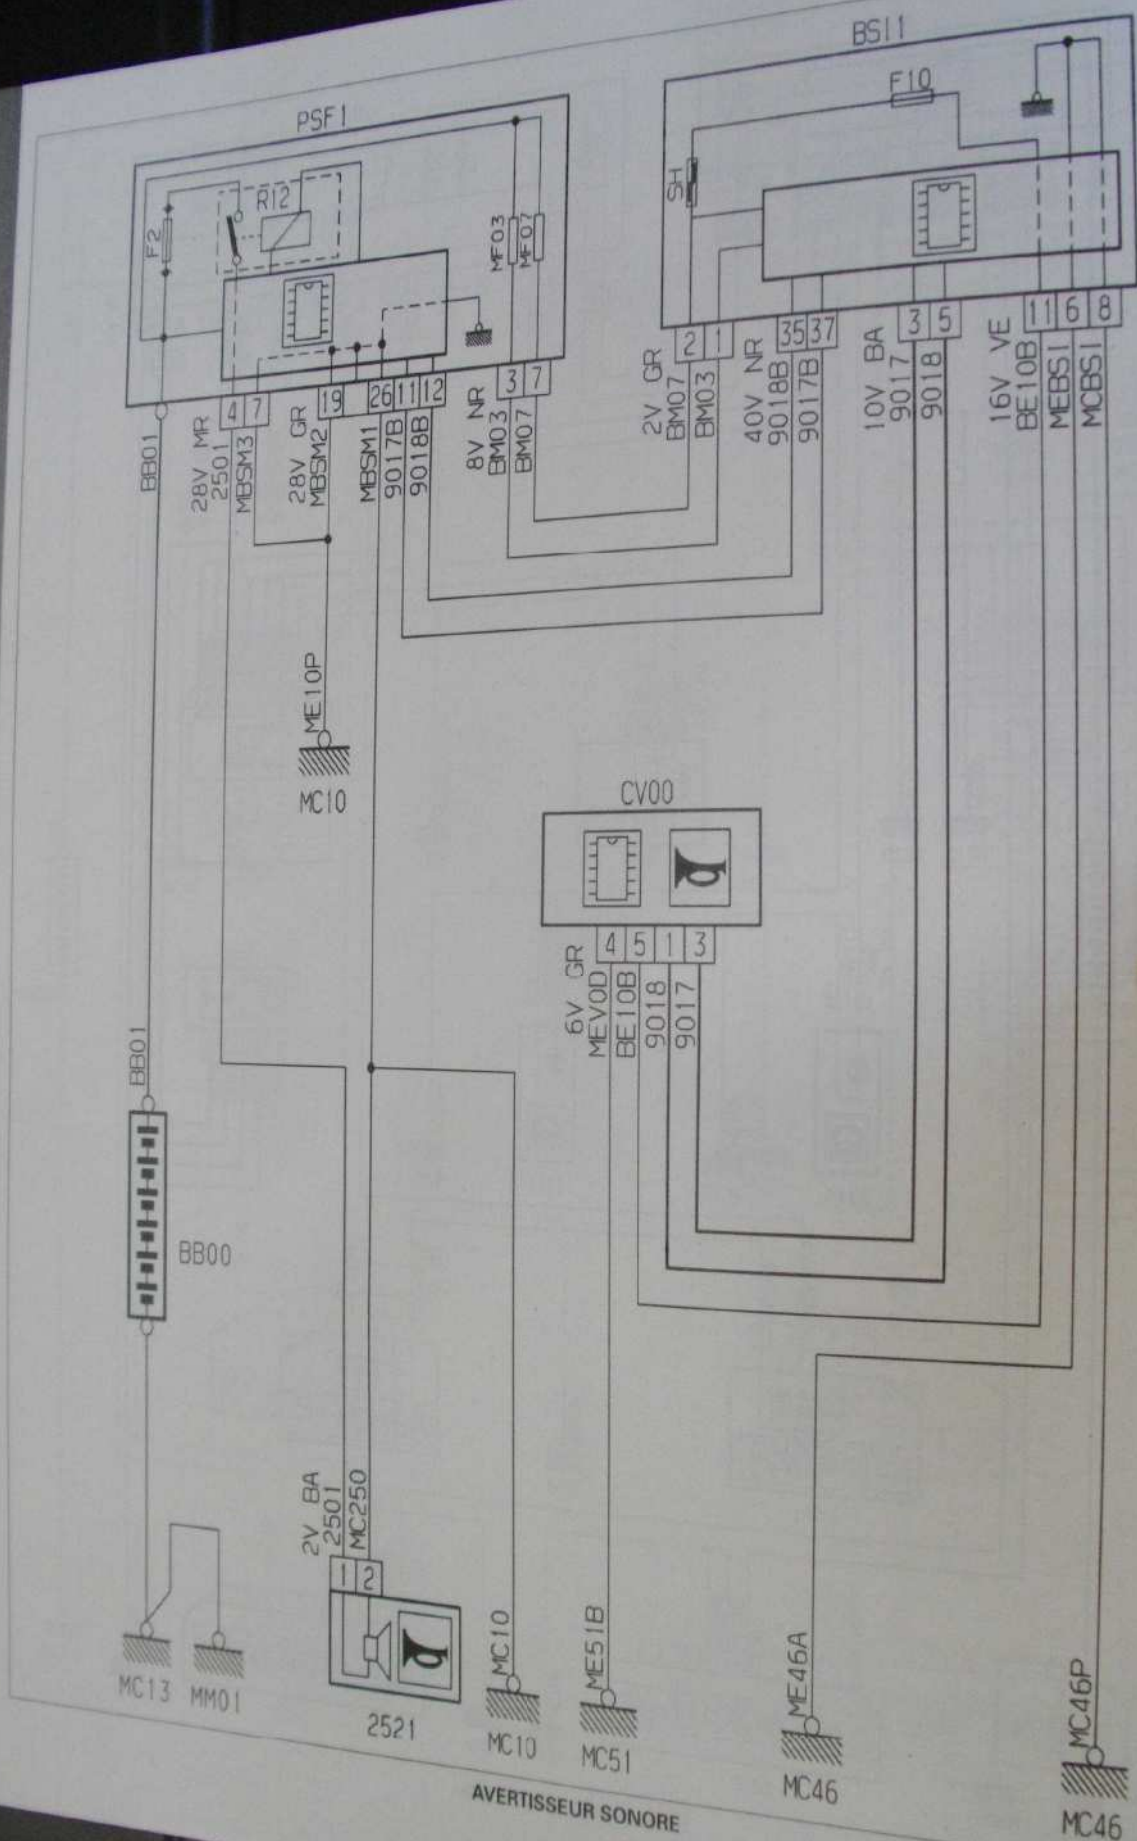 PSF1
BSI1
F2
R12
MF03
MF07
SH
F10
4 7
19
26 11 12
3 7
2 1
35 37
3 5
11 6 8
BB01
28V MR
2501
MBSM3
28V GR
MBSM2
MBSM1
9017B
9018B
8V NR
BM03
BM07
2V GR
BM07
BM03
40V NR
9018B
9017B
10V BA
9017
9018
16V VE
BE10B
MEBSI
MCBSI
ME10P
MC10
CV00
4 5 1 3
6V GR
MEV0D
BE10B
9018
9017
BB01
BB00
2V BA
2501
MC250
1 2
2521
MC13
MM01
MC10
MC10
ME51B
MC51
ME46A
MC46
MC46P
MC46
AVERTISSEUR SONORE